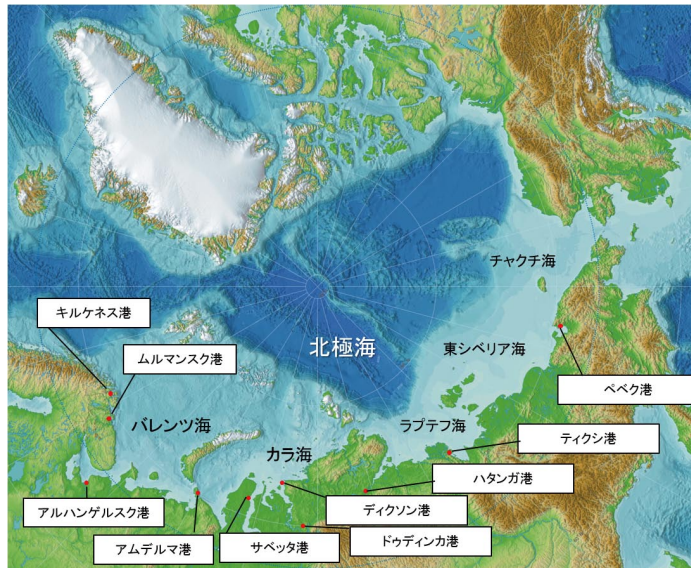 チャクチ海
キルケネス港
北極海
東シベリア海
ムルマンスク港
ペベク港
バレンツ海
ラプテフ海
ティクシ港
カラ海
ハタンガ港
アルハンゲルスク港
ディクソン港
アムデルマ港
サベッタ港
ドゥディンカ港